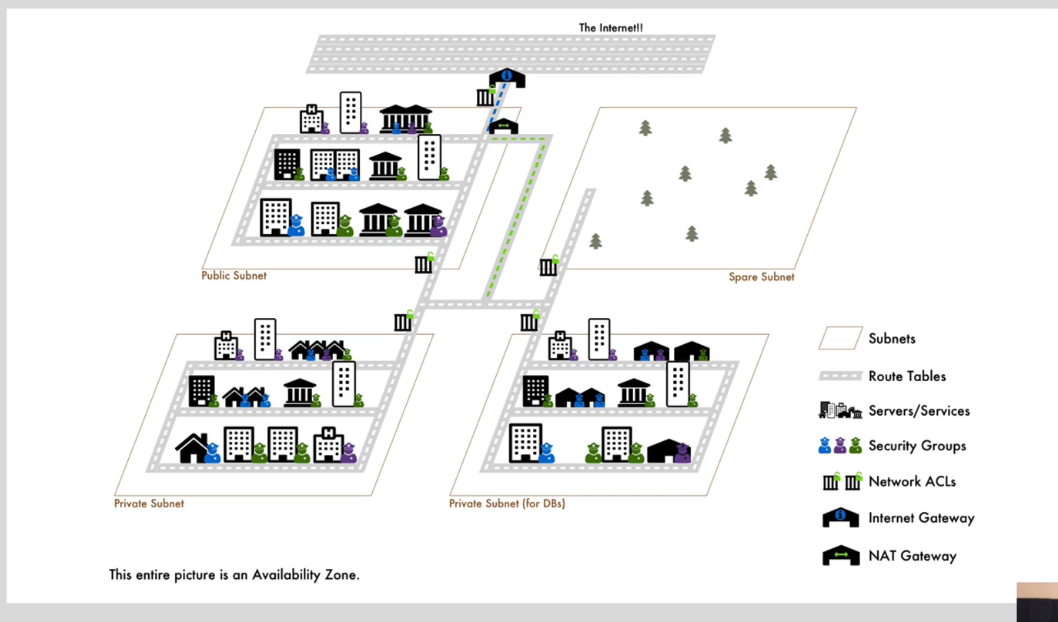 The Internet!!
Public Subnet
Spare Subnet
Private Subnet
Private Subnet (for DBs)
Subnets
Route Tables
Servers/Services
Security Groups
Network ACLs
Internet Gateway
NAT Gateway
This entire picture is an Availability Zone.